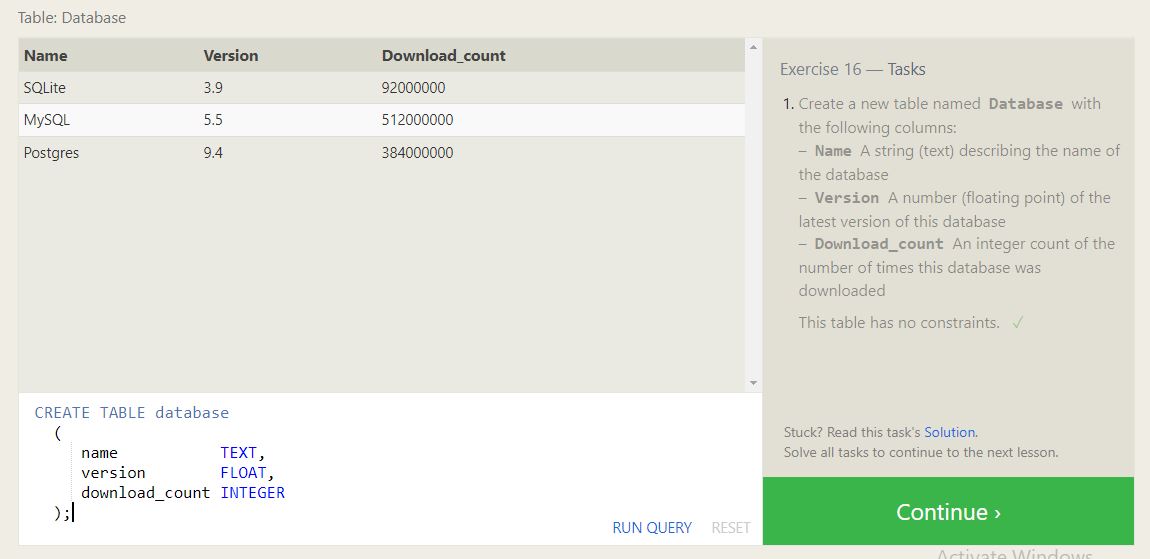 Table: Database
Name Version Download_count
SQLite 3.9 92000000
MySQL 5.5 512000000
Postgres 9.4 384000000
Exercise 16 — Tasks
1. Create a new table named Database with
the following columns:
– Name A string (text) describing the name of
the database
– Version A number (floating point) of the
latest version of this database
– Download_count An integer count of the
number of times this database was
downloaded
This table has no constraints. ✓
Stuck? Read this task's Solution.
Solve all tasks to continue to the next lesson.
Continue ›
CREATE TABLE database
(
name TEXT,
version FLOAT,
download_count INTEGER
);
RUN QUERY RESET
Activate Windows